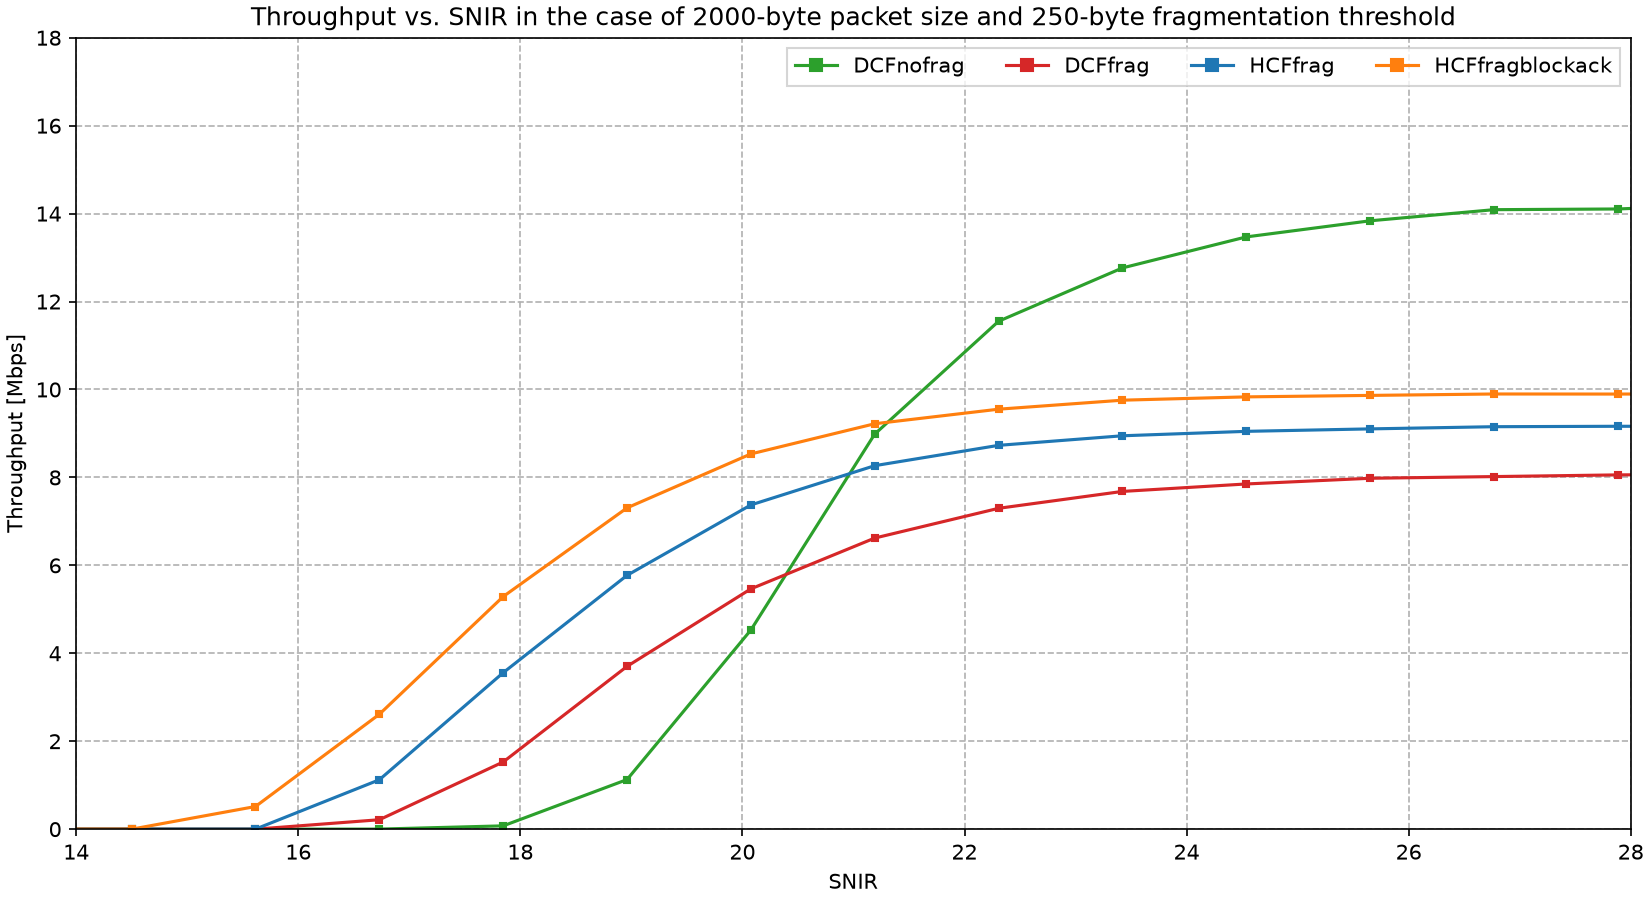 Throughput vs. SNIR in the case of 2000-byte packet size and 250-byte fragmentation threshold
DCFnofrag DCFfrag HCFfrag HCFfragblockack
Throughput [Mbps]
18
16
14
12
10
8
6
4
2
0
14 16 18 20 22 24 26 28
SNIR